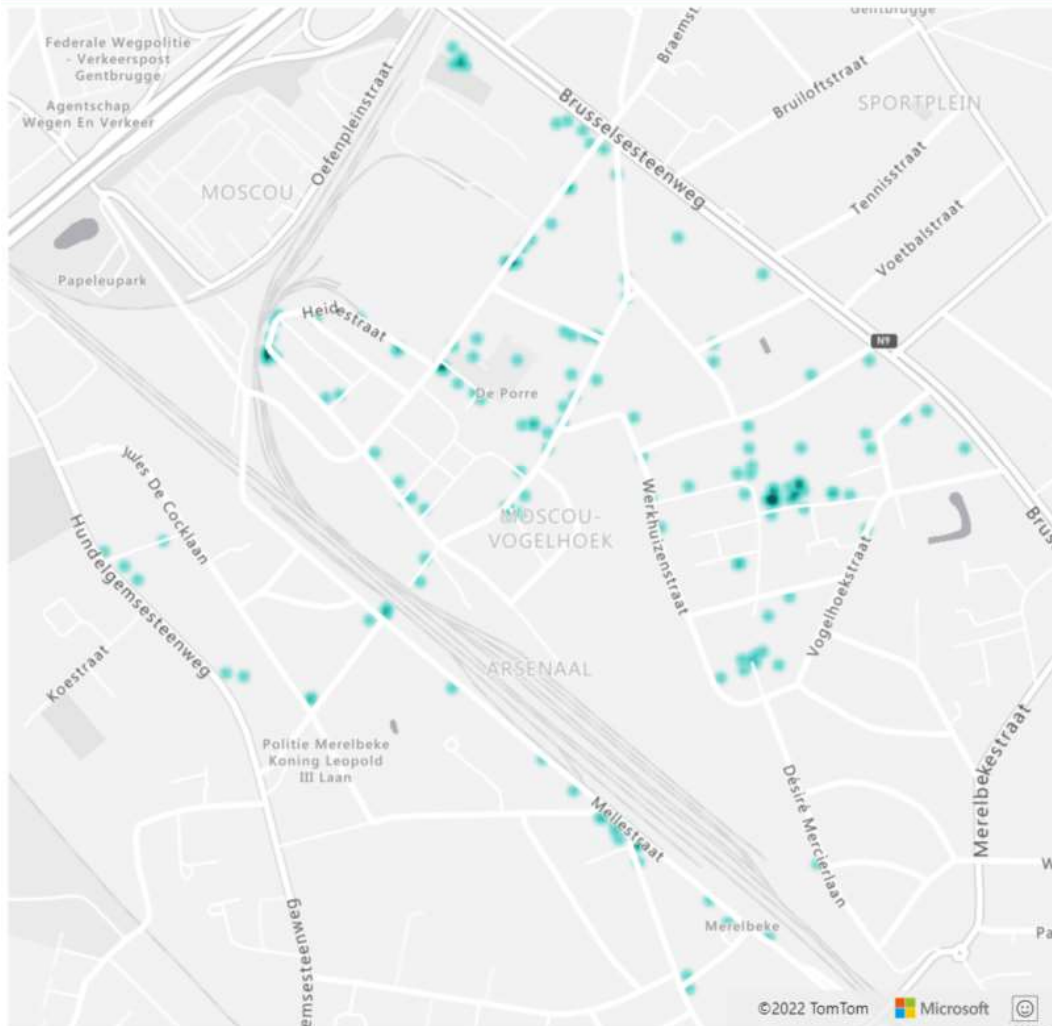 Gentbrugge
Federale Wegpolitie
- Verkeerspost
Gentbrugge
Braemst
Bruiloftstraat
SPORTPLEIN
Agentschap
Wegen En Verkeer
Oefenpleinstraat
Brusselsesteenweg
MOSCOU
Tennisstraat
Voetbalstraat
Papeleupark
Heidestraat
N9
De Porre
Jules De Cocklaan
Werkhuizenstraat
MOSCOU-
VOGELHOEK
Brus
Hundelgemsesteenweg
Vogelhoekstraat
Koestraat
ARSENAAL
Politie Merelbeke
Koning Leopold
III Laan
Merelbekestraat
Désiré Mercierlaan
Mellestraat
W
Merelbeke
Pa
emsesteenweg
©2022 TomTom
Microsoft